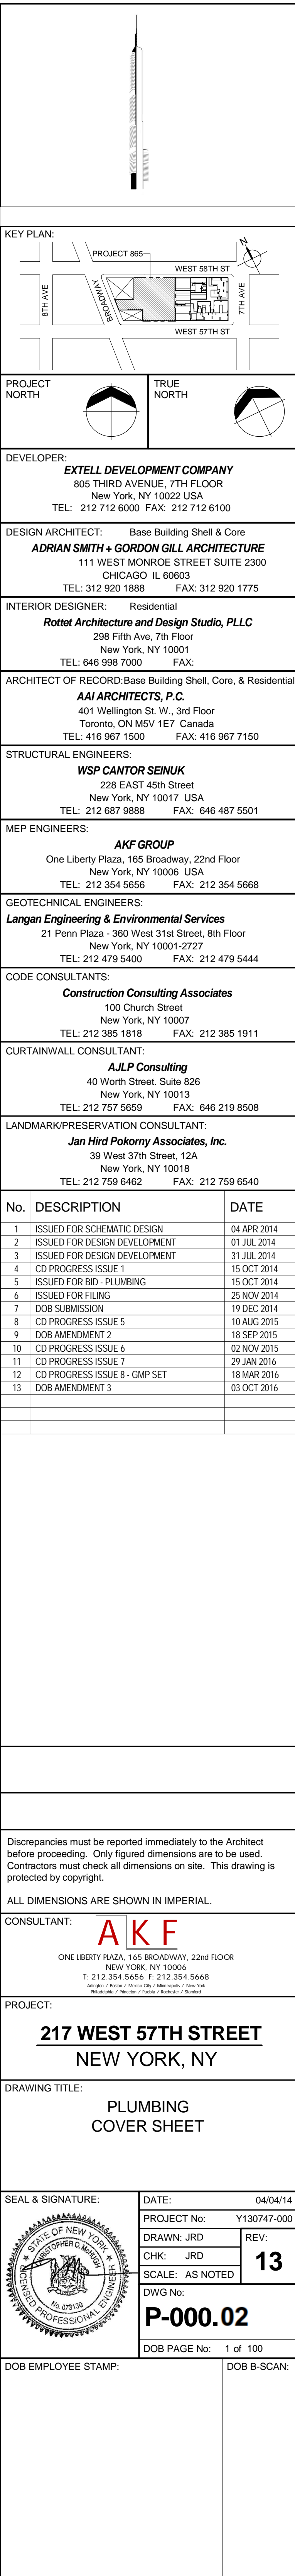 KEY PLAN:
N
PROJECT 865
WEST 58TH ST
8TH AVE
BROADWAY
7TH AVE
WEST 57TH ST
PROJECT
NORTH
TRUE
NORTH
DEVELOPER:
EXTELL DEVELOPMENT COMPANY
805 THIRD AVENUE, 7TH FLOOR
New York, NY 10022 USA
TEL: 212 712 6000 FAX: 212 712 6100
DESIGN ARCHITECT: Base Building Shell & Core
ADRIAN SMITH + GORDON GILL ARCHITECTURE
111 WEST MONROE STREET SUITE 2300
CHICAGO IL 60603
TEL: 312 920 1888 FAX: 312 920 1775
INTERIOR DESIGNER: Residential
Rottet Architecture and Design Studio, PLLC
298 Fifth Ave, 7th Floor
New York, NY 10001
TEL: 646 998 7000 FAX:
ARCHITECT OF RECORD:Base Building Shell, Core, & Residential
AAI ARCHITECTS, P.C.
401 Wellington St. W., 3rd Floor
Toronto, ON M5V 1E7 Canada
TEL: 416 967 1500 FAX: 416 967 7150
STRUCTURAL ENGINEERS:
WSP CANTOR SEINUK
228 EAST 45th Street
New York, NY 10017 USA
TEL: 212 687 9888 FAX: 646 487 5501
MEP ENGINEERS:
AKF GROUP
One Liberty Plaza, 165 Broadway, 22nd Floor
New York, NY 10006 USA
TEL: 212 354 5656 FAX: 212 354 5668
GEOTECHNICAL ENGINEERS:
Langan Engineering & Environmental Services
21 Penn Plaza - 360 West 31st Street, 8th Floor
New York, NY 10001-2727
TEL: 212 479 5400 FAX: 212 479 5444
CODE CONSULTANTS:
Construction Consulting Associates
100 Church Street
New York, NY 10007
TEL: 212 385 1818 FAX: 212 385 1911
CURTAINWALL CONSULTANT:
AJLP Consulting
40 Worth Street. Suite 826
New York, NY 10013
TEL: 212 757 5659 FAX: 646 219 8508
LANDMARK/PRESERVATION CONSULTANT:
Jan Hird Pokorny Associates, Inc.
39 West 37th Street, 12A
New York, NY 10018
TEL: 212 759 6462 FAX: 212 759 6540
No. DESCRIPTION DATE
1 ISSUED FOR SCHEMATIC DESIGN 04 APR 2014
2 ISSUED FOR DESIGN DEVELOPMENT 01 JUL 2014
3 ISSUED FOR DESIGN DEVELOPMENT 31 JUL 2014
4 CD PROGRESS ISSUE 1 15 OCT 2014
5 ISSUED FOR BID - PLUMBING 15 OCT 2014
6 ISSUED FOR FILING 25 NOV 2014
7 DOB SUBMISSION 19 DEC 2014
8 CD PROGRESS ISSUE 5 10 AUG 2015
9 DOB AMENDMENT 2 18 SEP 2015
10 CD PROGRESS ISSUE 6 02 NOV 2015
11 CD PROGRESS ISSUE 7 29 JAN 2016
12 CD PROGRESS ISSUE 8 - GMP SET 18 MAR 2016
13 DOB AMENDMENT 3 03 OCT 2016
Discrepancies must be reported immediately to the Architect
before proceeding. Only figured dimensions are to be used.
Contractors must check all dimensions on site. This drawing is
protected by copyright.
ALL DIMENSIONS ARE SHOWN IN IMPERIAL.
CONSULTANT:
AKF
ONE LIBERTY PLAZA, 165 BROADWAY, 22nd FLOOR
NEW YORK, NY 10006
T: 212.354.5656 F: 212.354.5668
Arlington / Boston / Mexico City / Minneapolis / New York
Philadelphia / Princeton / Puebla / Rochester / Stamford
PROJECT:
217 WEST 57TH STREET
NEW YORK, NY
DRAWING TITLE:
PLUMBING
COVER SHEET
SEAL & SIGNATURE:
STATE OF NEW YORK
LICENSED PROFESSIONAL ENGINEER
No. 073130
DATE: 04/04/14
PROJECT No: Y130747-000
DRAWN: JRD
CHK: JRD
SCALE: AS NOTED
REV:
13
DWG No:
P-000.02
DOB PAGE No: 1 of 100
DOB EMPLOYEE STAMP:
DOB B-SCAN: